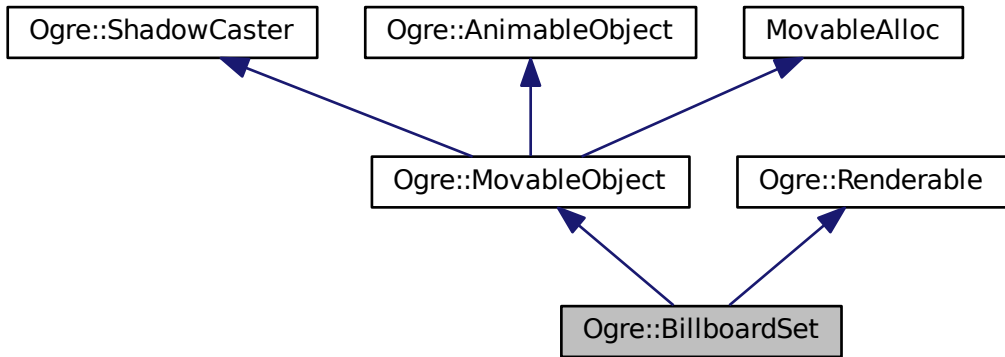 Ogre::ShadowCaster
Ogre::AnimableObject
MovableAlloc
Ogre::MovableObject
Ogre::Renderable
Ogre::BillboardSet